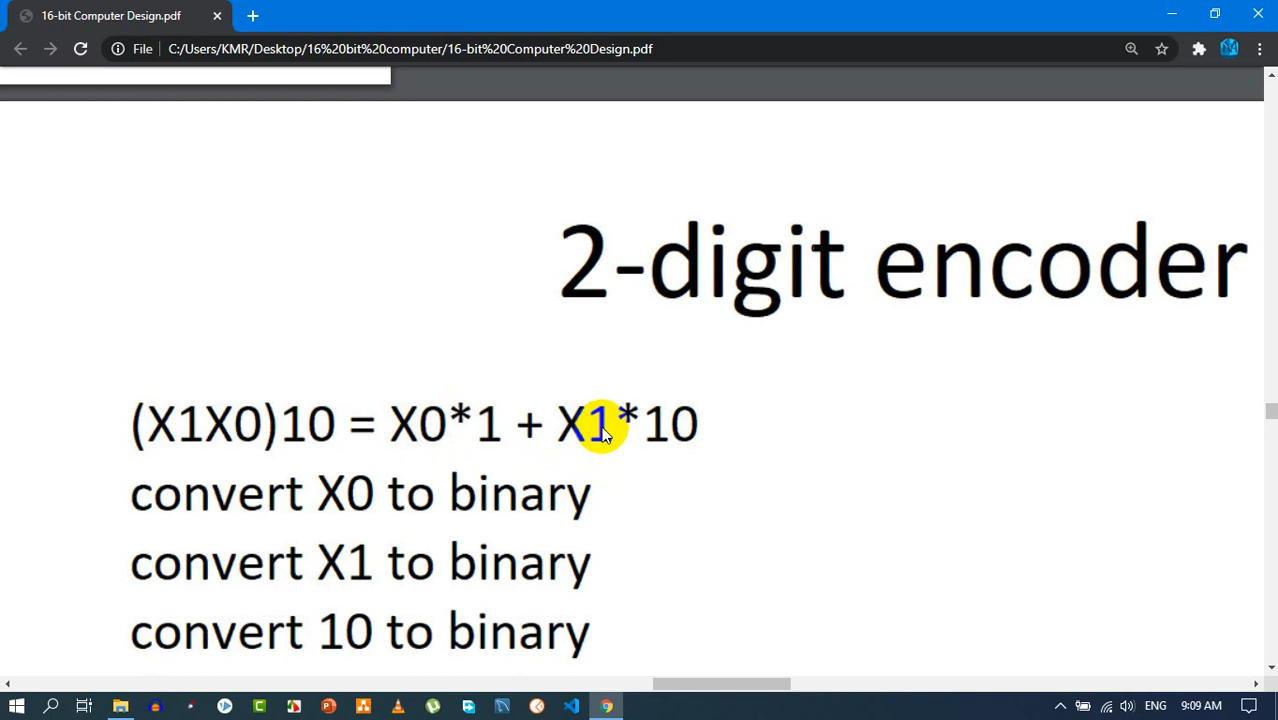 16-bit Computer Design.pdf
File C:/Users/KMR/Desktop/16%20bit%20computer/16-bit%20Computer%20Design.pdf
2-digit encoder
(X1X0)10 = X0*1 + X1*10
convert X0 to binary
convert X1 to binary
convert 10 to binary
ENG 9:09 AM